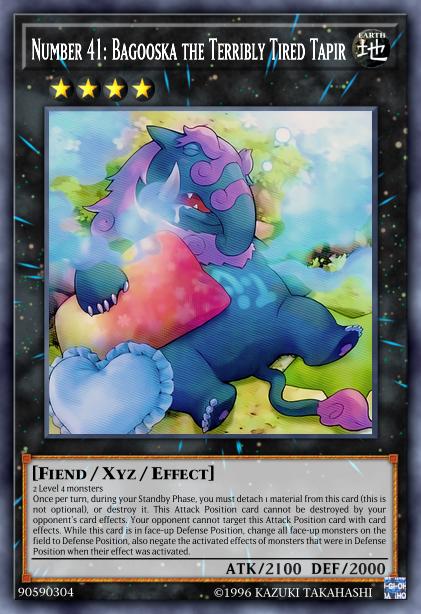 NUMBER 41: BAGOOSKA THE TERRIBLY TIRED TAPIR
EARTH
地
41
[FIEND / XYZ / EFFECT]
2 Level 4 monsters
Once per turn, during your Standby Phase, you must detach 1 material from this card (this is
not optional), or destroy it. This Attack Position card cannot be destroyed by your
opponent's card effects. Your opponent cannot target this Attack Position card with card
effects. While this card is in face-up Defense Position, change all face-up monsters on the
field to Defense Position, also negate the activated effects of monsters that were in Defense
Position when their effect was activated.
ATK/2100 DEF/2000
90590304
©1996 KAZUKI TAKAHASHI